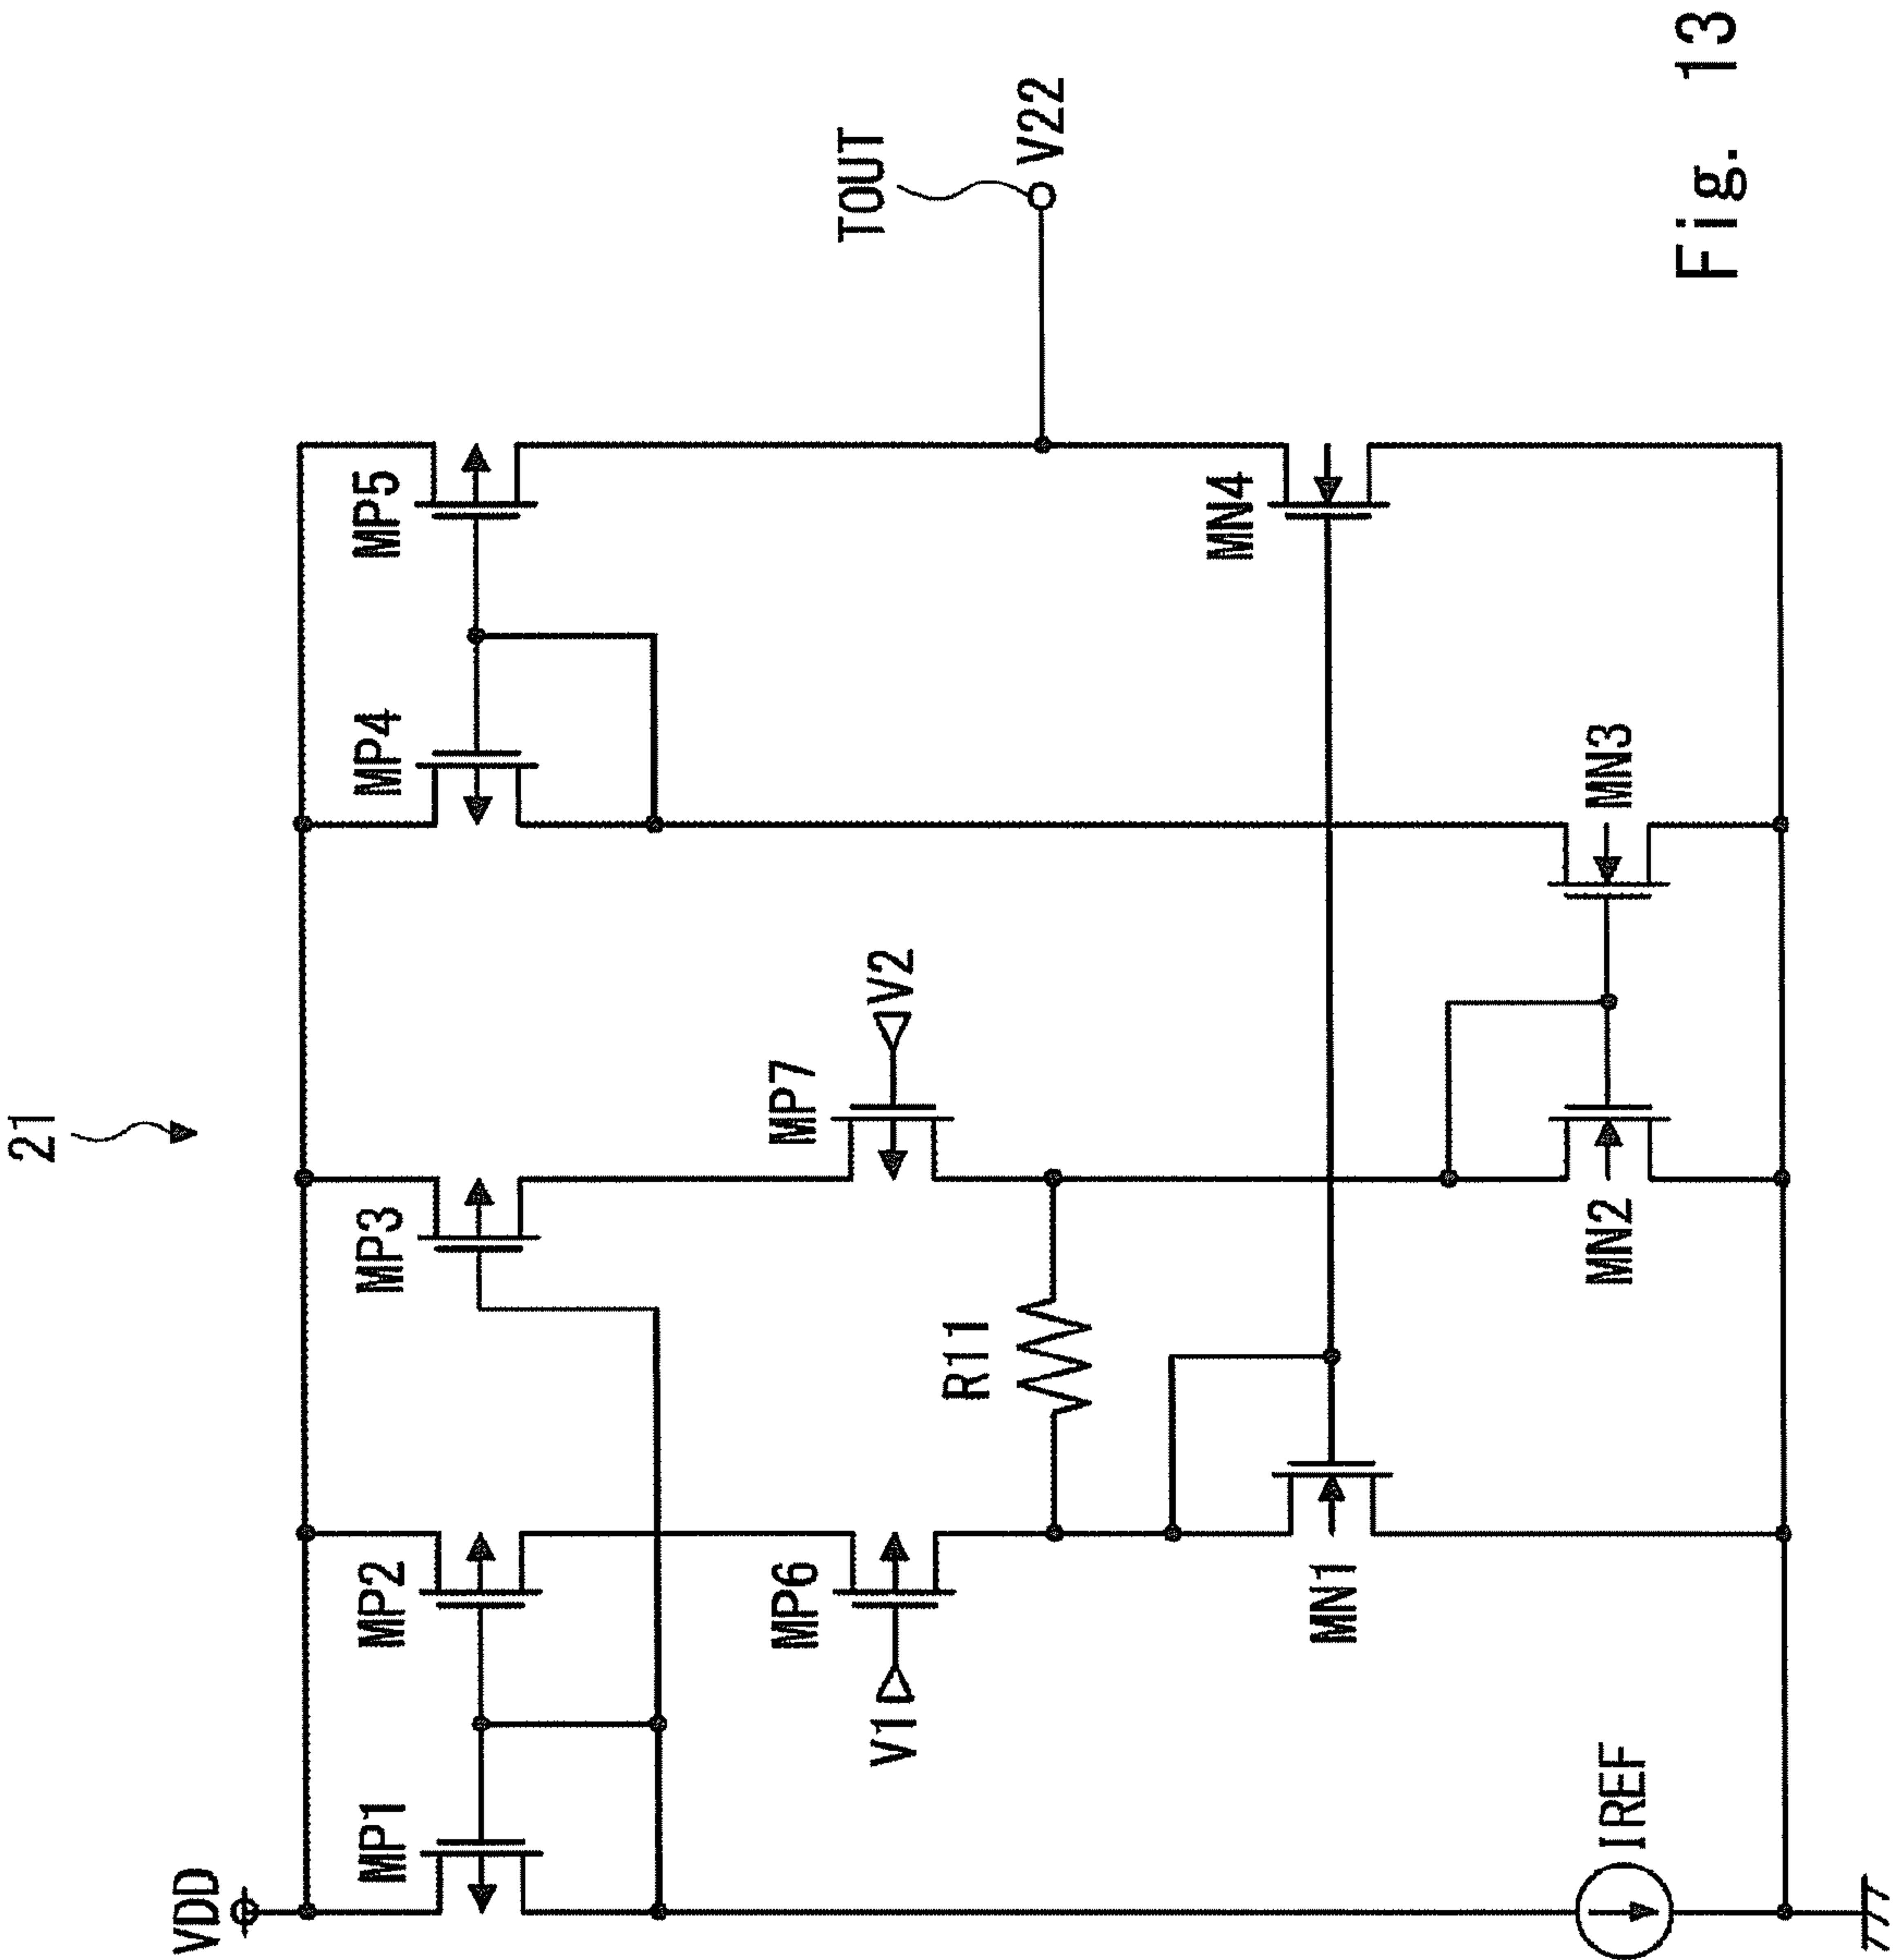 21
VDD
MP1
MP2
MP3
MP4
MP5
TOUT
V22
V1
MP6
MP7
V2
R11
MN1
MN2
MN3
MN4
IREF
Fig. 13